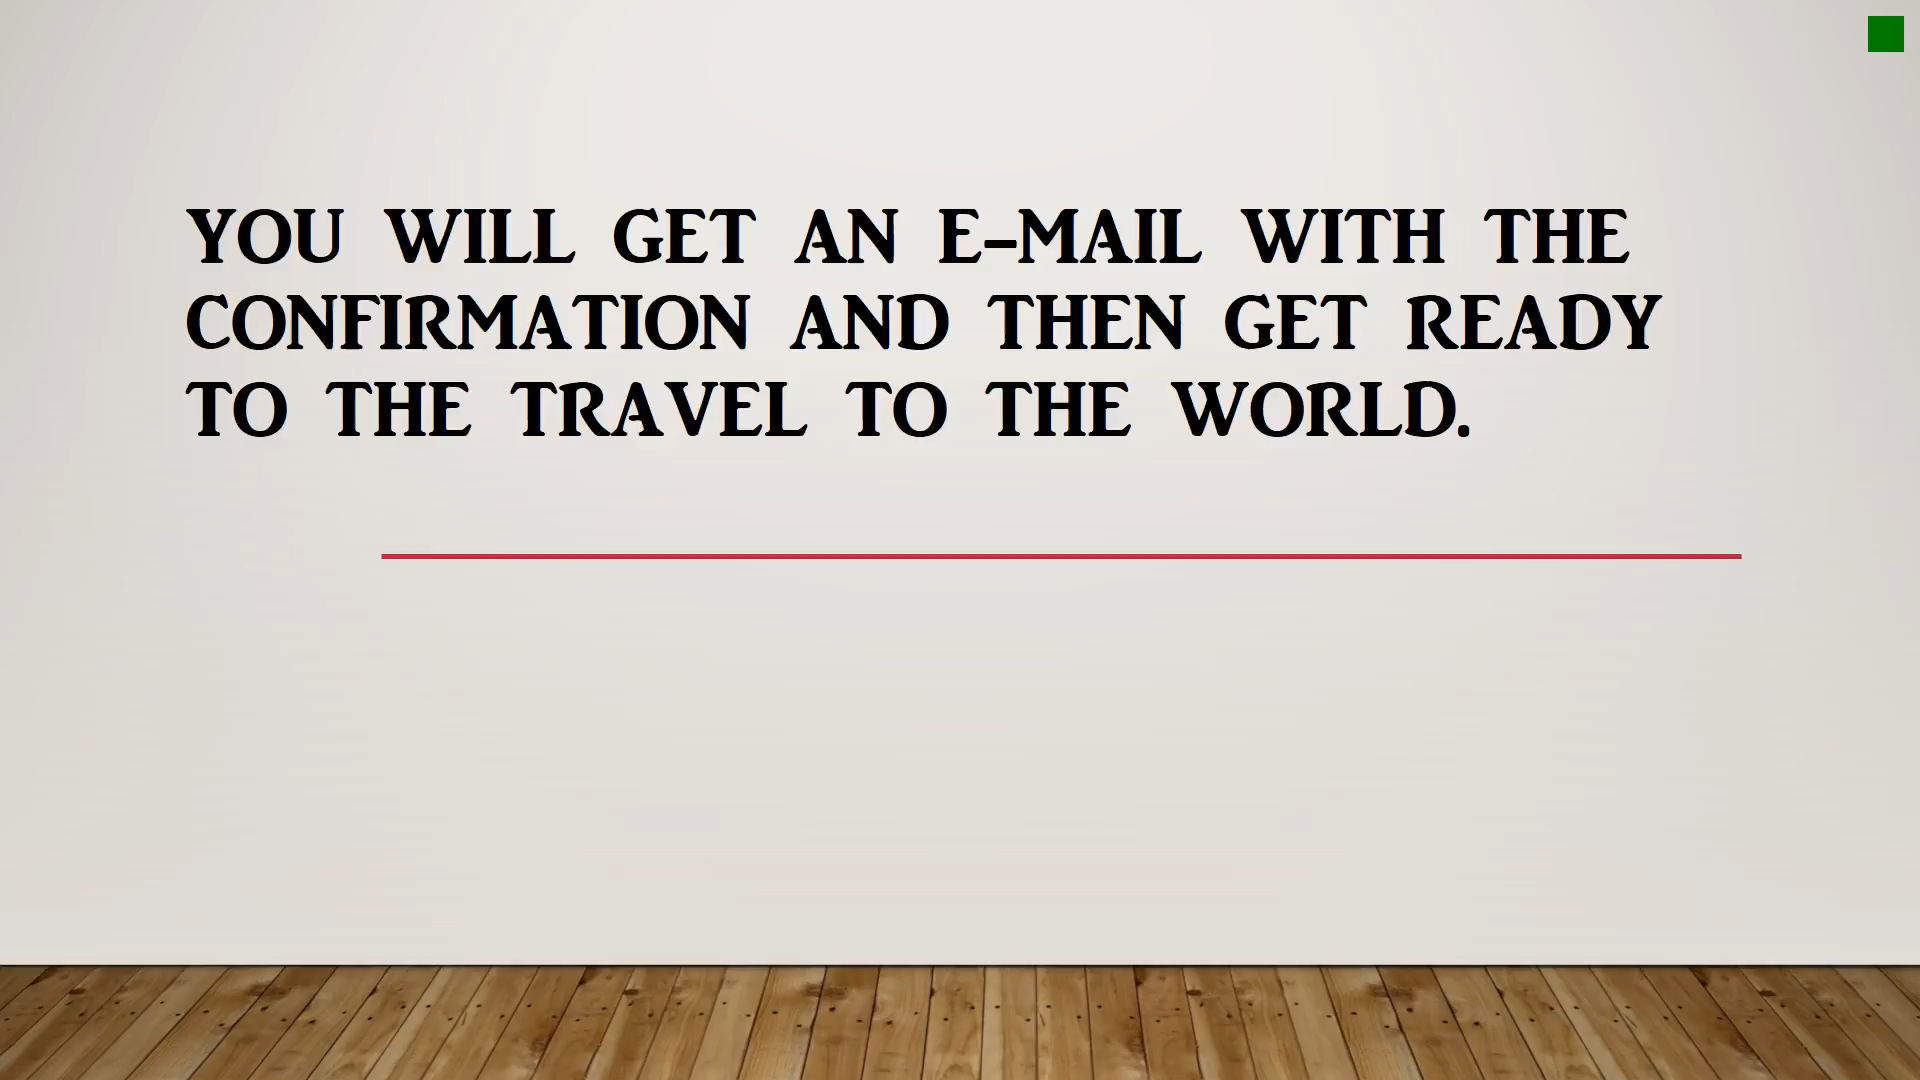 YOU WILL GET AN E-MAIL WITH THE
CONFIRMATION AND THEN GET READY
TO THE TRAVEL TO THE WORLD.